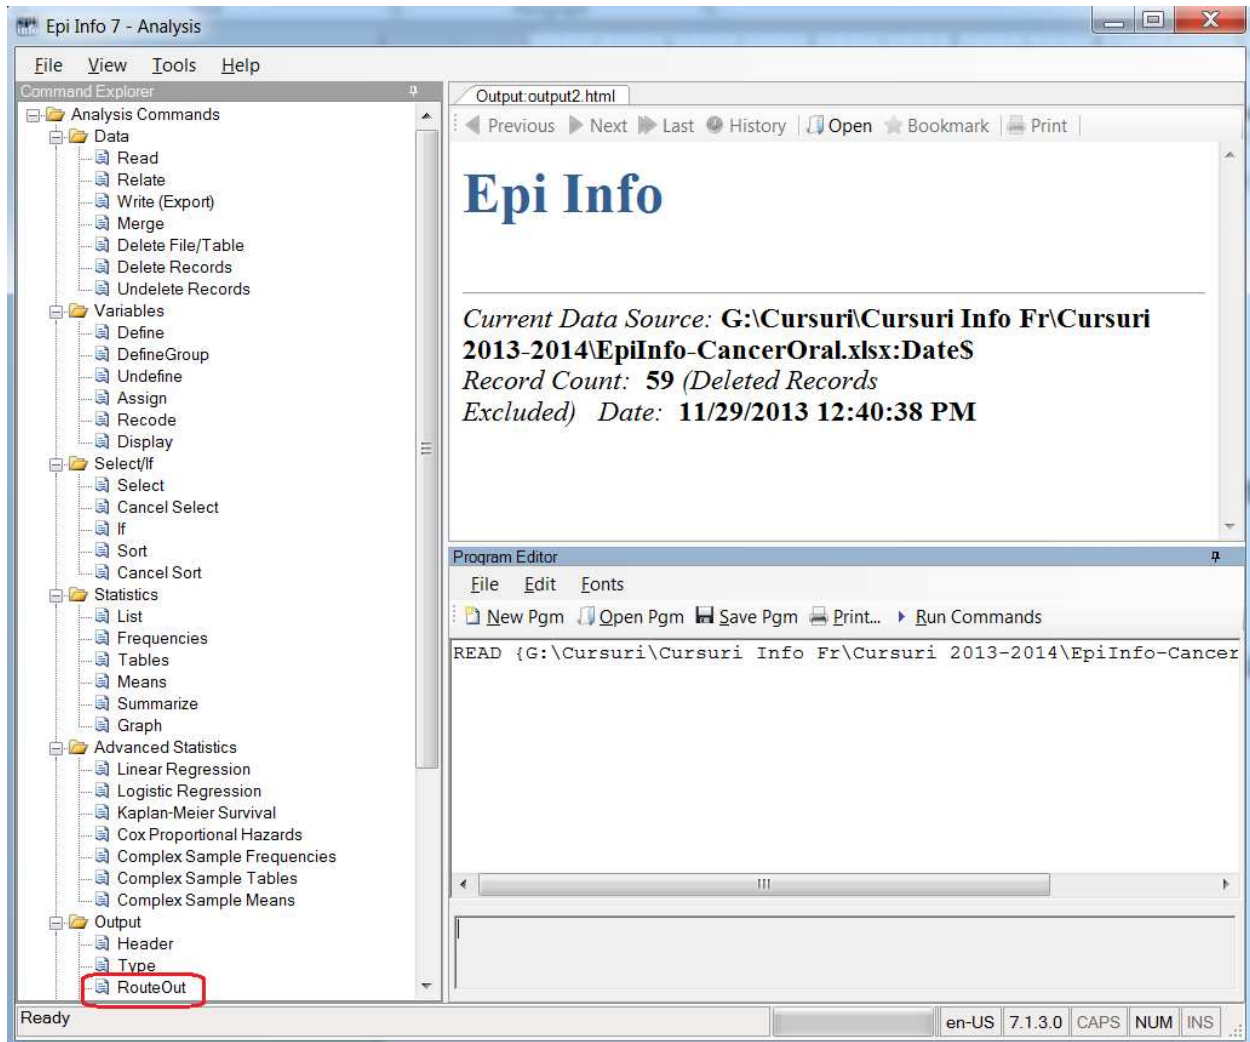 Epi Info 7 - Analysis
File View Tools Help
Command Explorer
Analysis Commands
Data
Read
Relate
Write (Export)
Merge
Delete File/Table
Delete Records
Undelete Records
Variables
Define
DefineGroup
Undefine
Assign
Recode
Display
Select/If
Select
Cancel Select
If
Sort
Cancel Sort
Statistics
List
Frequencies
Tables
Means
Summarize
Graph
Advanced Statistics
Linear Regression
Logistic Regression
Kaplan-Meier Survival
Cox Proportional Hazards
Complex Sample Frequencies
Complex Sample Tables
Complex Sample Means
Output
Header
Type
RouteOut
Output:output2.html
Previous Next Last History Open Bookmark Print
Epi Info
Current Data Source: G:\Cursuri\Cursuri Info Fr\Cursuri
2013-2014\EpiInfo-CancerOral.xlsx:Date$
Record Count: 59 (Deleted Records
Excluded) Date: 11/29/2013 12:40:38 PM
Program Editor
File Edit Fonts
New Pgm Open Pgm Save Pgm Print... Run Commands
READ {G:\Cursuri\Cursuri Info Fr\Cursuri 2013-2014\EpiInfo-Cancer
Ready
en-US 7.1.3.0 CAPS NUM INS